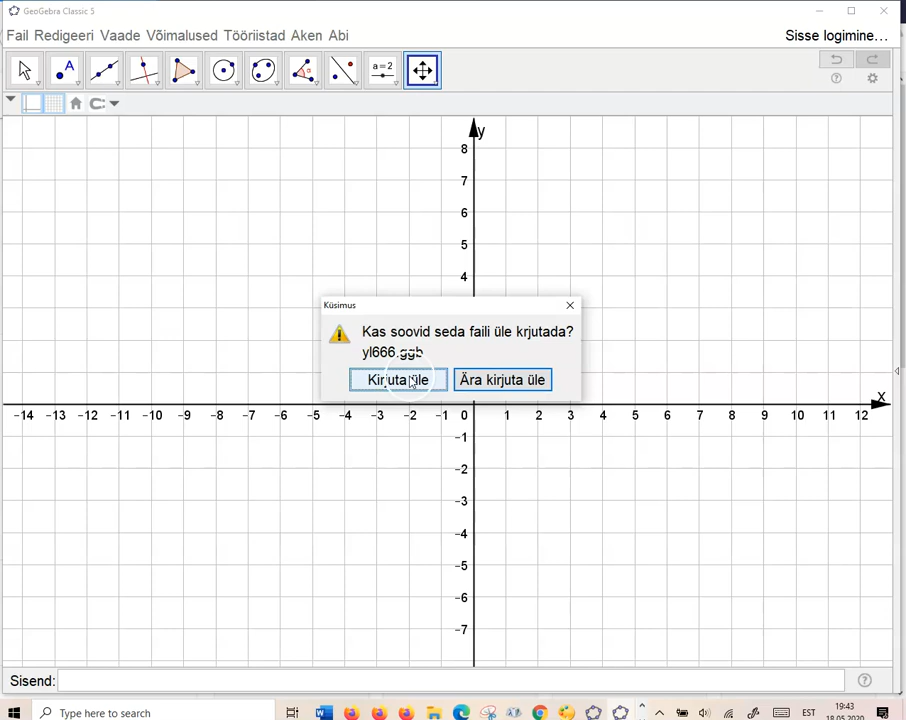 GeoGebra Classic 5
Fail Redigeeri Vaade Võimalused Tööriistad Aken Abi
Sisse logimine...
A
a=2
y
8
7
6
5
4
Küsimus
Kas soovid seda faili üle krjutada?
yl666.ggb
Kirjuta üle
Ära kirjuta üle
x
-14 -13 -12 -11 -10 -9 -8 -7 -6 -5 -4 -3 -2 -1 0 1 2 3 4 5 6 7 8 9 10 11 12
-1
-2
-3
-4
-5
-6
-7
Sisend:
Type here to search
EST
19:43
18.05.2020